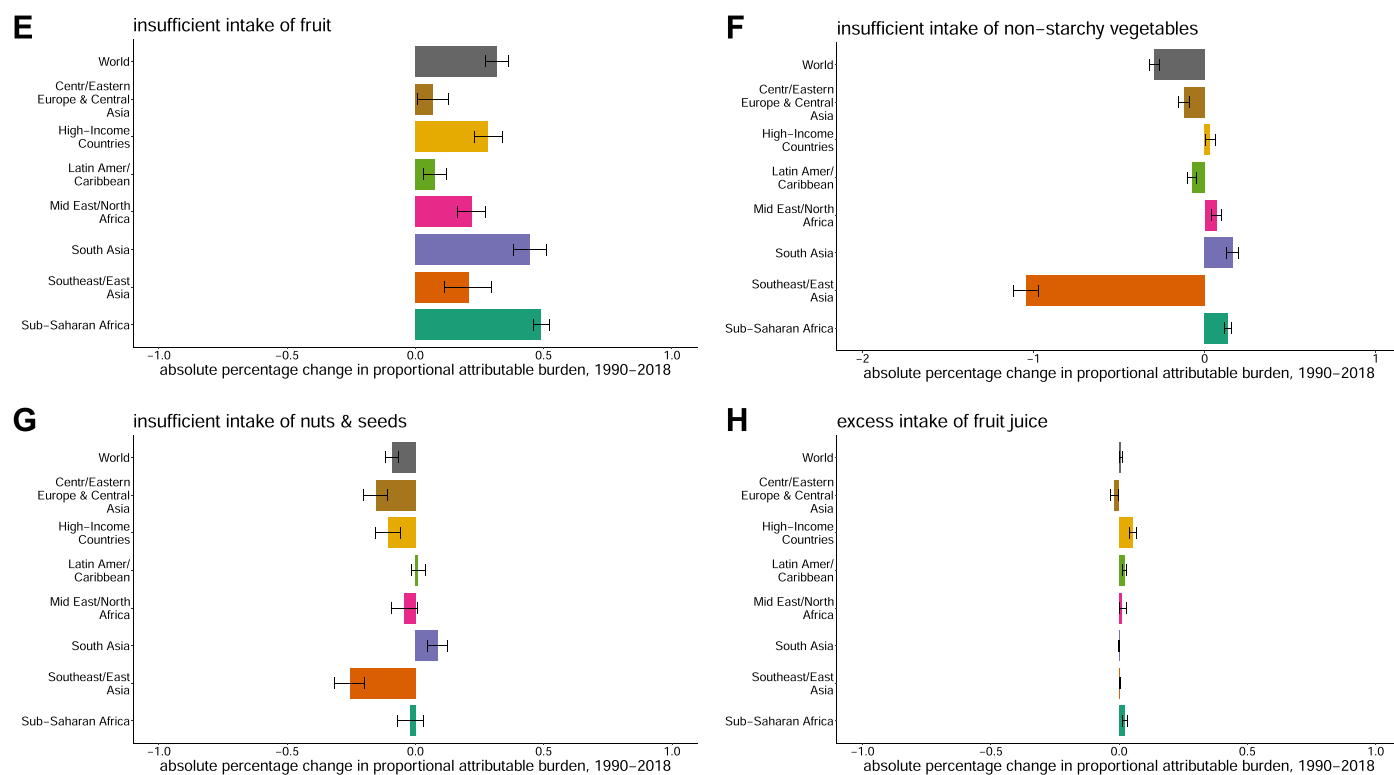 E
insufficient intake of fruit
World
Centr/Eastern
Europe & Central
Asia
High−Income
Countries
Latin Amer/
Caribbean
Mid East/North
Africa
South Asia
Southeast/East
Asia
Sub−Saharan Africa
−1.0 −0.5 0.0 0.5 1.0
absolute percentage change in proportional attributable burden, 1990−2018
F
insufficient intake of non−starchy vegetables
World
Centr/Eastern
Europe & Central
Asia
High−Income
Countries
Latin Amer/
Caribbean
Mid East/North
Africa
South Asia
Southeast/East
Asia
Sub−Saharan Africa
−2 −1 0 1
absolute percentage change in proportional attributable burden, 1990−2018
G
insufficient intake of nuts & seeds
World
Centr/Eastern
Europe & Central
Asia
High−Income
Countries
Latin Amer/
Caribbean
Mid East/North
Africa
South Asia
Southeast/East
Asia
Sub−Saharan Africa
−1.0 −0.5 0.0 0.5 1.0
absolute percentage change in proportional attributable burden, 1990−2018
H
excess intake of fruit juice
World
Centr/Eastern
Europe & Central
Asia
High−Income
Countries
Latin Amer/
Caribbean
Mid East/North
Africa
South Asia
Southeast/East
Asia
Sub−Saharan Africa
−1.0 −0.5 0.0 0.5 1.0
absolute percentage change in proportional attributable burden, 1990−2018